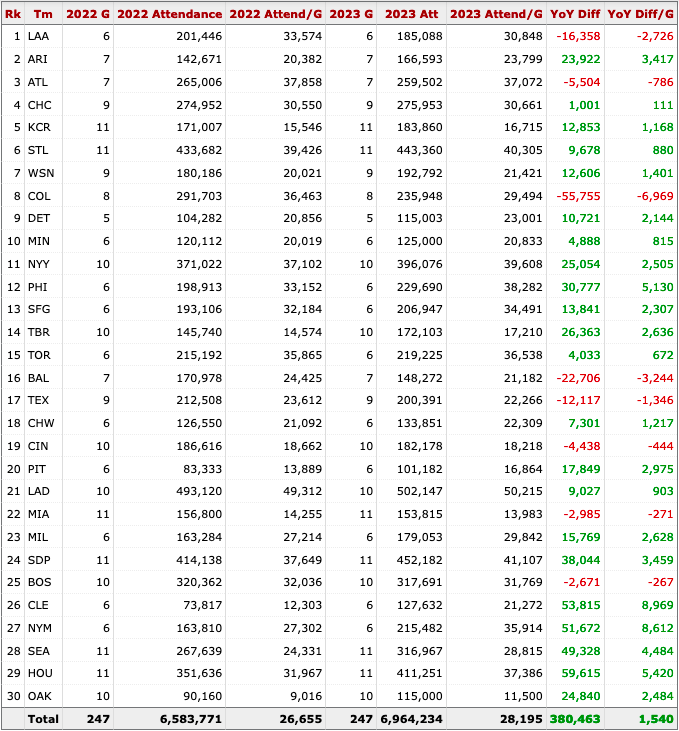 Rk Tm 2022 G 2022 Attendance 2022 Attend/G 2023 G 2023 Att 2023 Attend/G YoY Diff YoY Diff/G
1 LAA 6 201,446 33,574 6 185,088 30,848 -16,358 -2,726
2 ARI 7 142,671 20,382 7 166,593 23,799 23,922 3,417
3 ATL 7 265,006 37,858 7 259,502 37,072 -5,504 -786
4 CHC 9 274,952 30,550 9 275,953 30,661 1,001 111
5 KCR 11 171,007 15,546 11 183,860 16,715 12,853 1,168
6 STL 11 433,682 39,426 11 443,360 40,305 9,678 880
7 WSN 9 180,186 20,021 9 192,792 21,421 12,606 1,401
8 COL 8 291,703 36,463 8 235,948 29,494 -55,755 -6,969
9 DET 5 104,282 20,856 5 115,003 23,001 10,721 2,144
10 MIN 6 120,112 20,019 6 125,000 20,833 4,888 815
11 NYY 10 371,022 37,102 10 396,076 39,608 25,054 2,505
12 PHI 6 198,913 33,152 6 229,690 38,282 30,777 5,130
13 SFG 6 193,106 32,184 6 206,947 34,491 13,841 2,307
14 TBR 10 145,740 14,574 10 172,103 17,210 26,363 2,636
15 TOR 6 215,192 35,865 6 219,225 36,538 4,033 672
16 BAL 7 170,978 24,425 7 148,272 21,182 -22,706 -3,244
17 TEX 9 212,508 23,612 9 200,391 22,266 -12,117 -1,346
18 CHW 6 126,550 21,092 6 133,851 22,309 7,301 1,217
19 CIN 10 186,616 18,662 10 182,178 18,218 -4,438 -444
20 PIT 6 83,333 13,889 6 101,182 16,864 17,849 2,975
21 LAD 10 493,120 49,312 10 502,147 50,215 9,027 903
22 MIA 11 156,800 14,255 11 153,815 13,983 -2,985 -271
23 MIL 6 163,284 27,214 6 179,053 29,842 15,769 2,628
24 SDP 11 414,138 37,649 11 452,182 41,107 38,044 3,459
25 BOS 10 320,362 32,036 10 317,691 31,769 -2,671 -267
26 CLE 6 73,817 12,303 6 127,632 21,272 53,815 8,969
27 NYM 6 163,810 27,302 6 215,482 35,914 51,672 8,612
28 SEA 11 267,639 24,331 11 316,967 28,815 49,328 4,484
29 HOU 11 351,636 31,967 11 411,251 37,386 59,615 5,420
30 OAK 10 90,160 9,016 10 115,000 11,500 24,840 2,484
Total 247 6,583,771 26,655 247 6,964,234 28,195 380,463 1,540